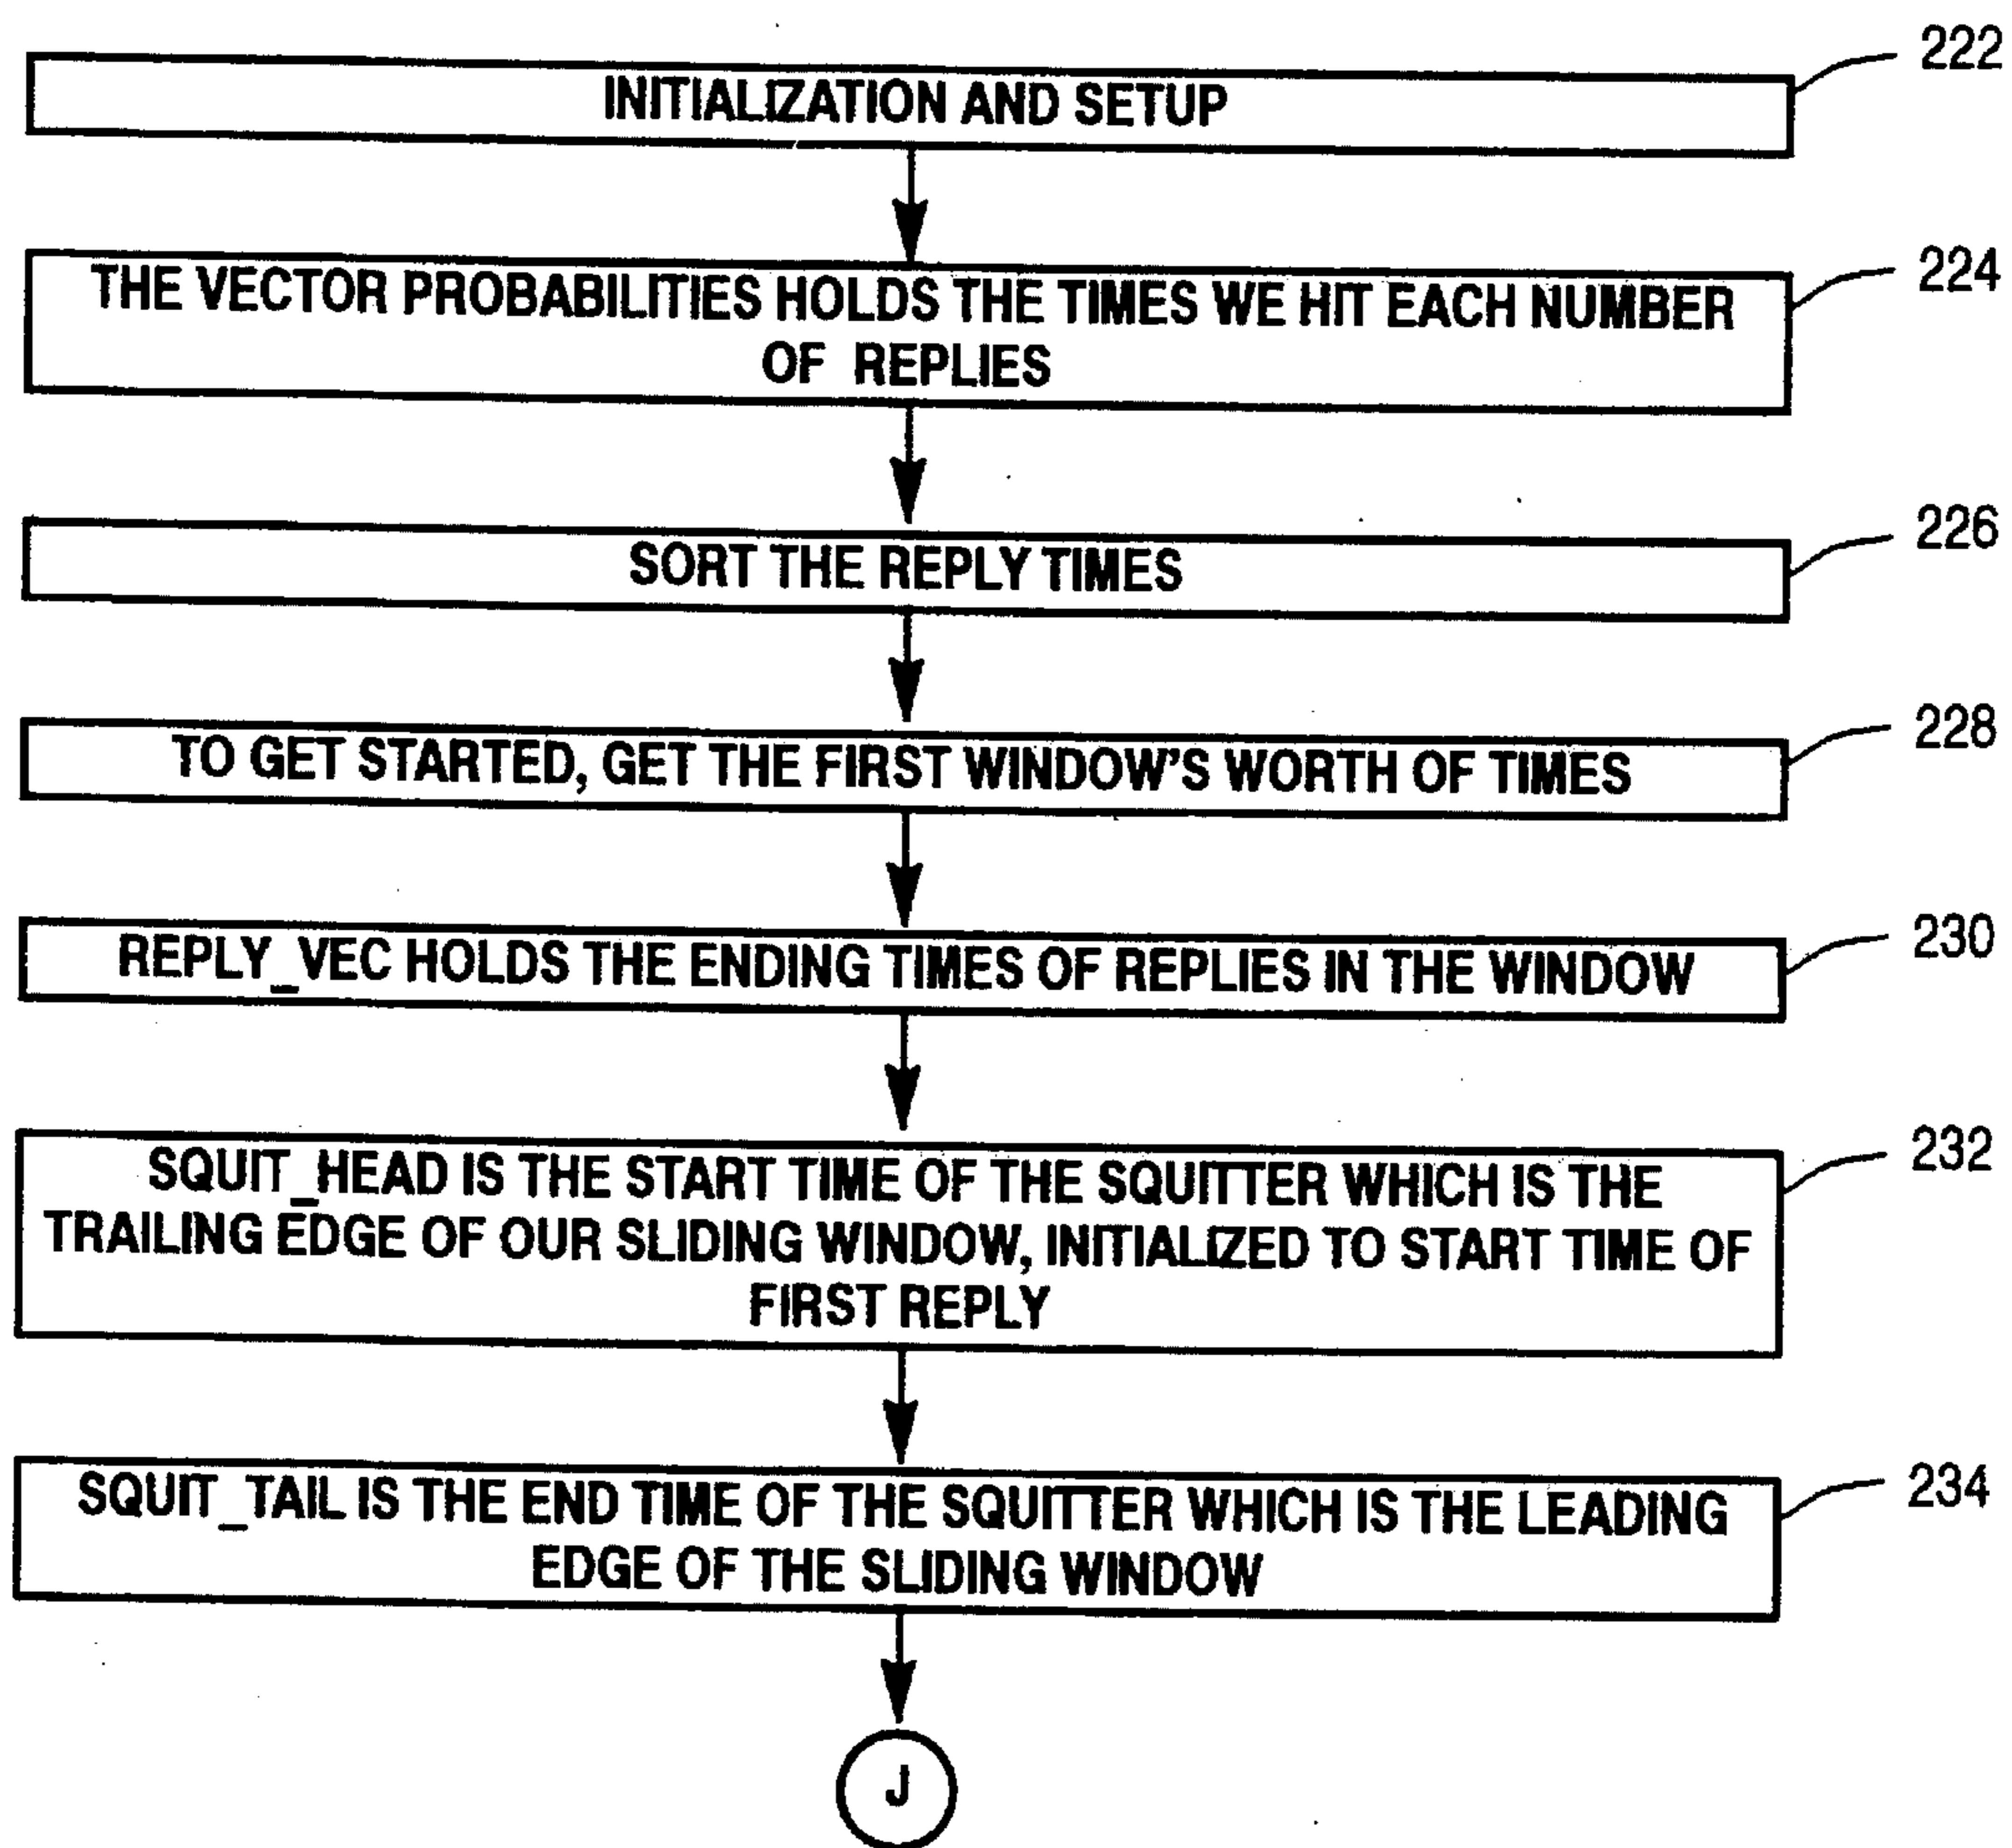 222
INITIALIZATION AND SETUP
224
THE VECTOR PROBABILITIES HOLDS THE TIMES WE HIT EACH NUMBER
OF REPLIES
226
SORT THE REPLY TIMES
228
TO GET STARTED, GET THE FIRST WINDOW'S WORTH OF TIMES
230
REPLY_VEC HOLDS THE ENDING TIMES OF REPLIES IN THE WINDOW
232
SQUIT_HEAD IS THE START TIME OF THE SQUITTER WHICH IS THE
TRAILING EDGE OF OUR SLIDING WINDOW, INITIALIZED TO START TIME OF
FIRST REPLY
234
SQUIT_TAIL IS THE END TIME OF THE SQUITTER WHICH IS THE LEADING
EDGE OF THE SLIDING WINDOW
J